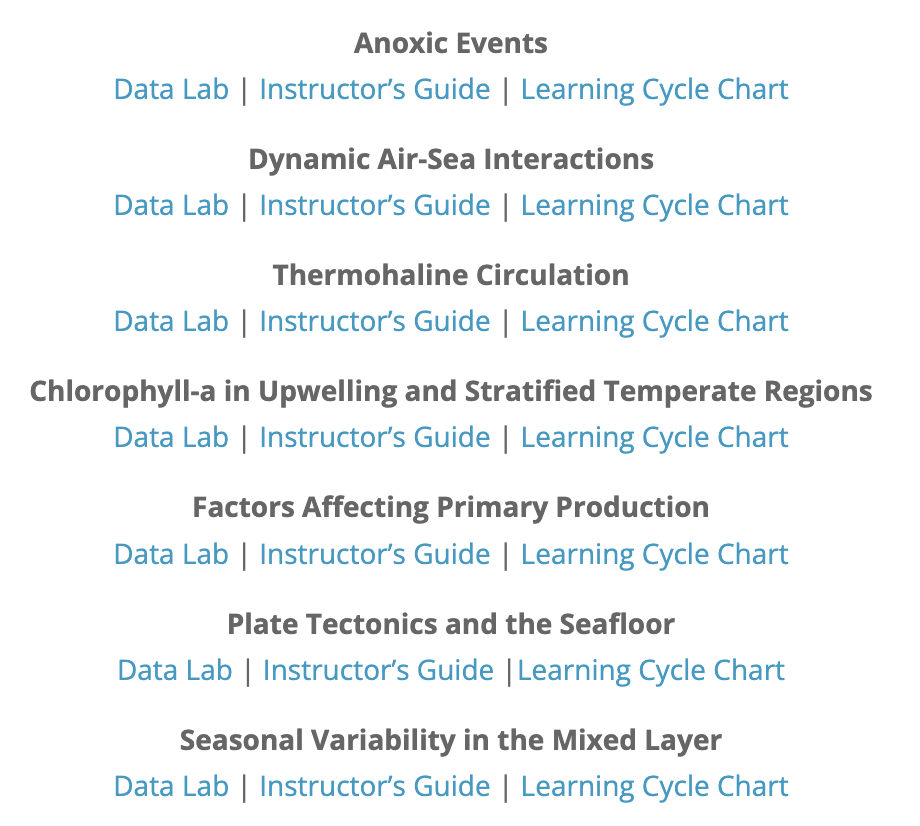 Anoxic Events
Data Lab | Instructor’s Guide | Learning Cycle Chart
Dynamic Air-Sea Interactions
Data Lab | Instructor’s Guide | Learning Cycle Chart
Thermohaline Circulation
Data Lab | Instructor’s Guide | Learning Cycle Chart
Chlorophyll-a in Upwelling and Stratified Temperate Regions
Data Lab | Instructor’s Guide | Learning Cycle Chart
Factors Affecting Primary Production
Data Lab | Instructor’s Guide | Learning Cycle Chart
Plate Tectonics and the Seafloor
Data Lab | Instructor’s Guide |Learning Cycle Chart
Seasonal Variability in the Mixed Layer
Data Lab | Instructor’s Guide | Learning Cycle Chart